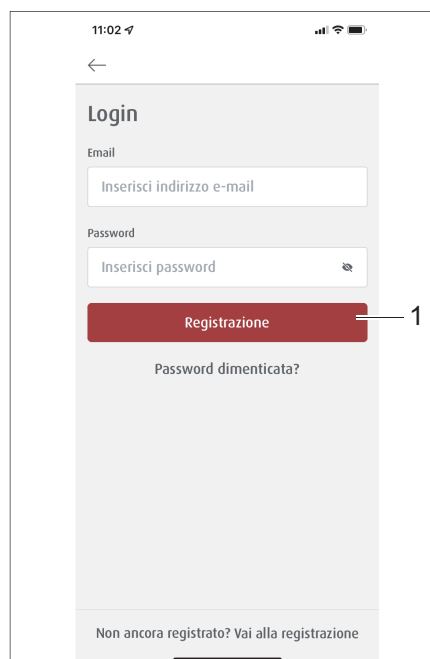 11:02
Login
Email
Inserisci indirizzo e-mail
Password
Inserisci password
Registrazione
1
Password dimenticata?
Non ancora registrato? Vai alla registrazione